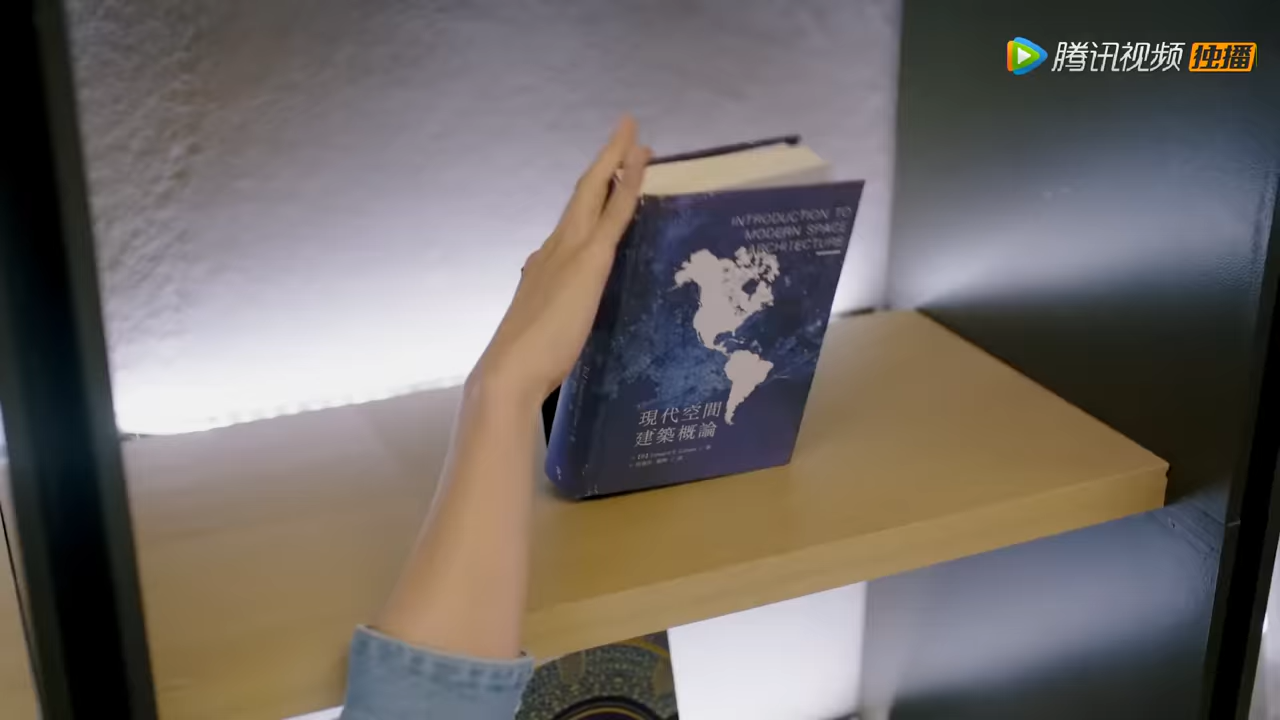 腾讯视频 独播
INTRODUCTION TO
MODERN SPACE
ARCHITECTURE
現代空間
建築概論